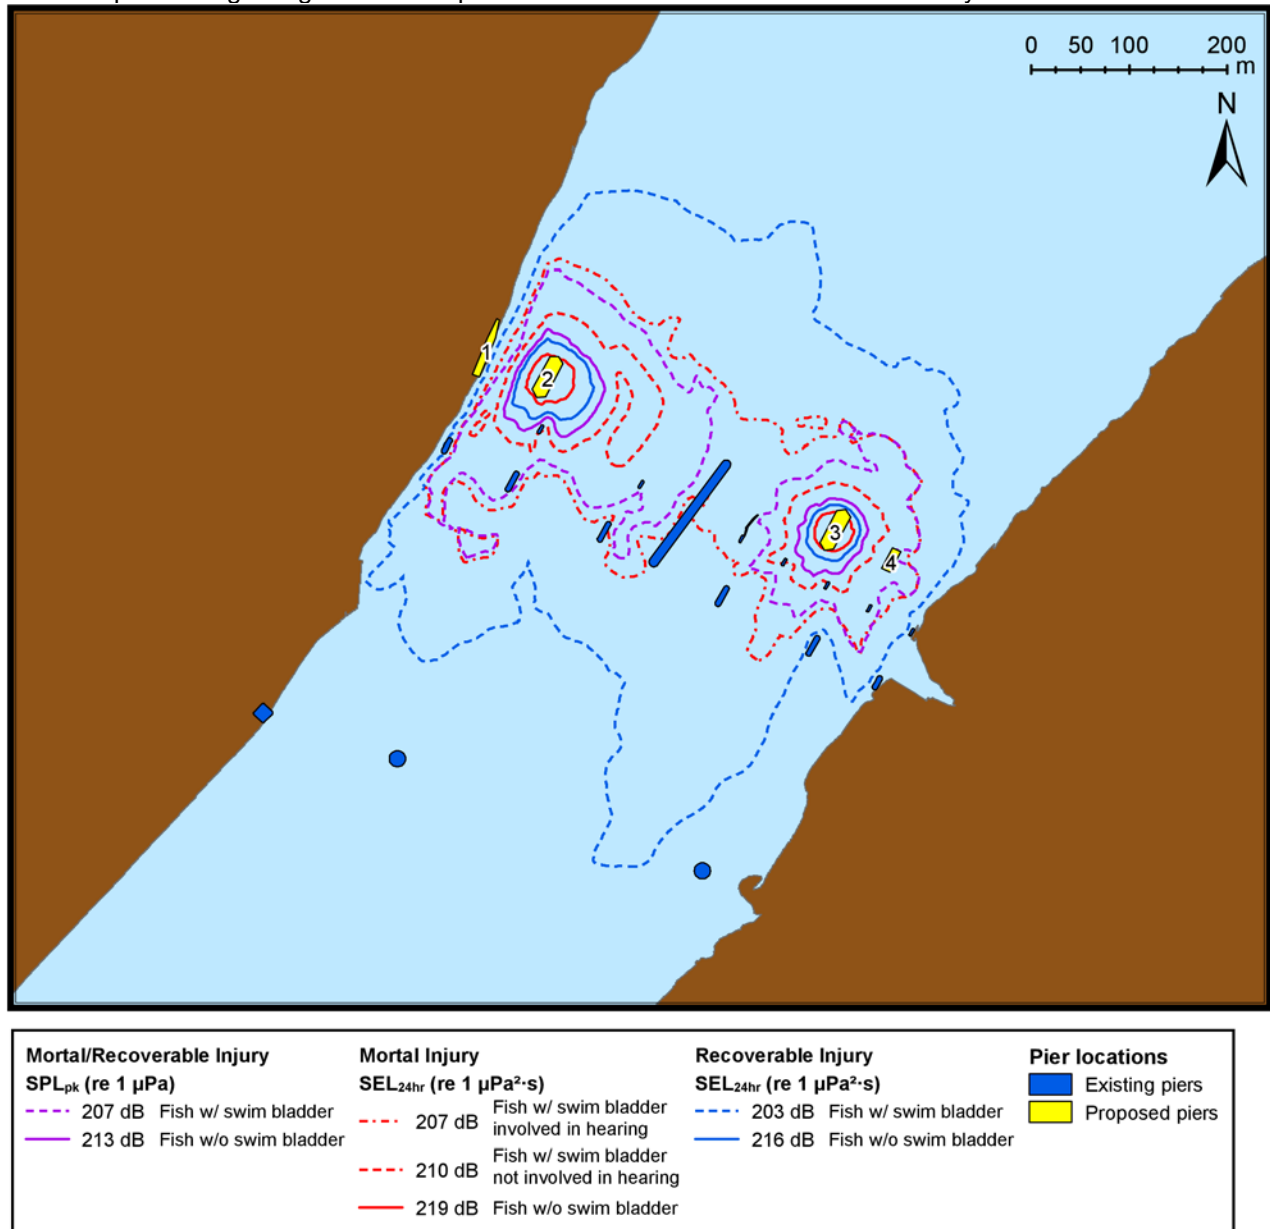 0 50 100 200
m
N
1
2
3
4
Mortal/Recoverable Injury
SPLpk (re 1 µPa)
207 dB Fish w/ swim bladder
213 dB Fish w/o swim bladder
Mortal Injury
SEL24hr (re 1 µPa²·s)
207 dB Fish w/ swim bladder
involved in hearing
210 dB Fish w/ swim bladder
not involved in hearing
219 dB Fish w/o swim bladder
Recoverable Injury
SEL24hr (re 1 µPa²·s)
203 dB Fish w/ swim bladder
216 dB Fish w/o swim bladder
Pier locations
Existing piers
Proposed piers